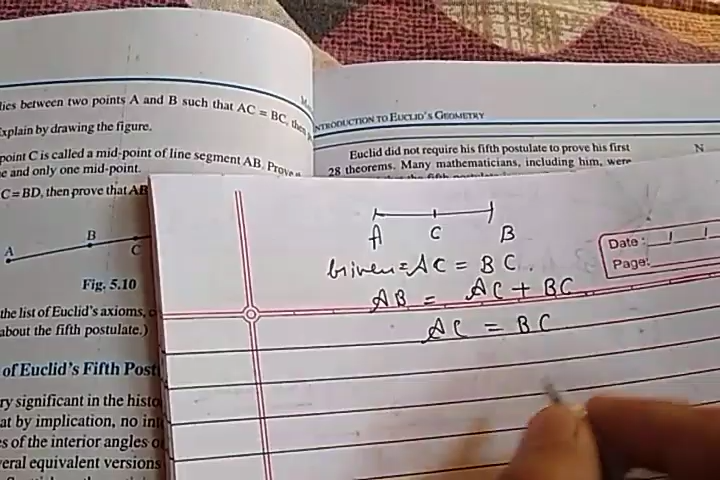 lies between two points A and B such that AC = BC, then
Explain by drawing the figure.
point C is called a mid-point of line segment AB. Prove
e and only one mid-point.
C = BD, then prove that AB
A B C
Fig. 5.10
the list of Euclid's axioms,
about the fifth postulate.)
of Euclid's Fifth Post
ry significant in the histo
at by implication, no in
es of the interior angles o
veral equivalent versions
NTRODUCTION TO EUCLID'S GEOMETRY
Euclid did not require his fifth postulate to prove his first
28 theorems. Many mathematicians, including him, were
N
A C B
Given = AC = BC.
AB = AC + BC
AC = BC
Date:
Page: